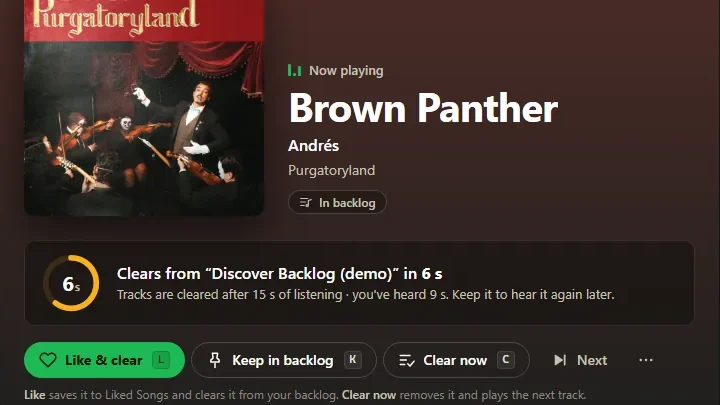 Purgatoryland
Now playing
Brown Panther
Andrés
Purgatoryland
In backlog
6s
Clears from “Discover Backlog (demo)” in 6 s
Tracks are cleared after 15 s of listening · you've heard 9 s. Keep it to hear it again later.
Like & clear L
Keep in backlog K
Clear now C
Next
Like saves it to Liked Songs and clears it from your backlog. Clear now removes it and plays the next track.